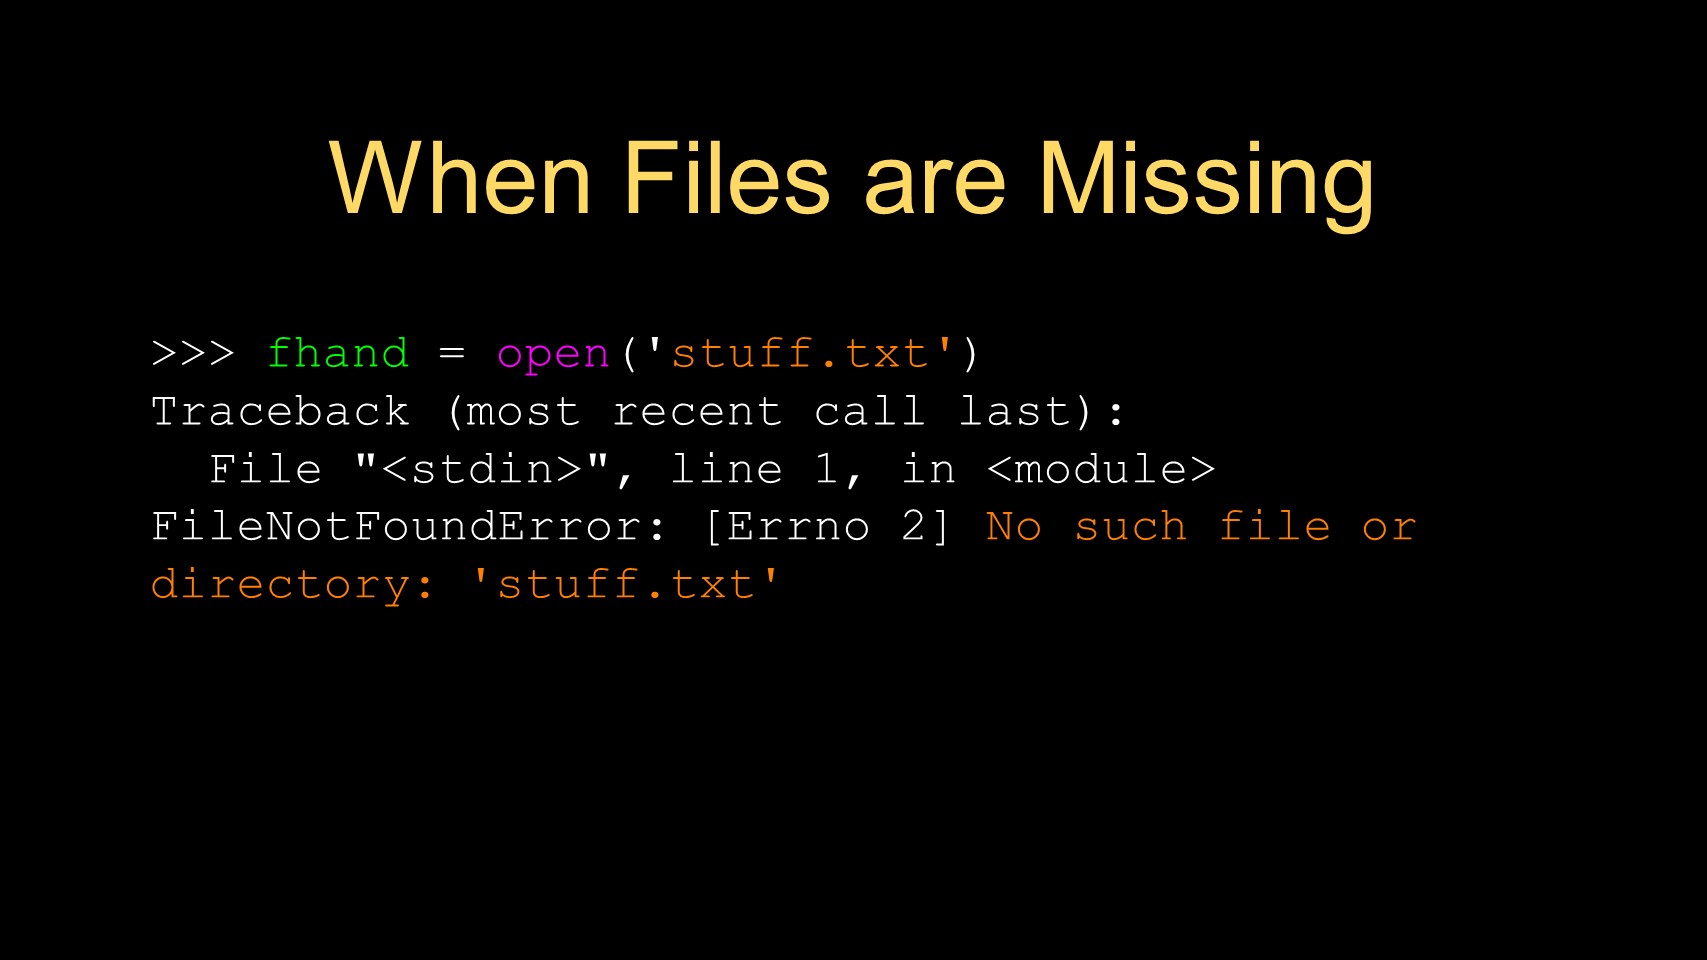 When Files are Missing
>>> fhand = open('stuff.txt')
Traceback (most recent call last):
  File "<stdin>", line 1, in <module>
FileNotFoundError: [Errno 2] No such file or
directory: 'stuff.txt'